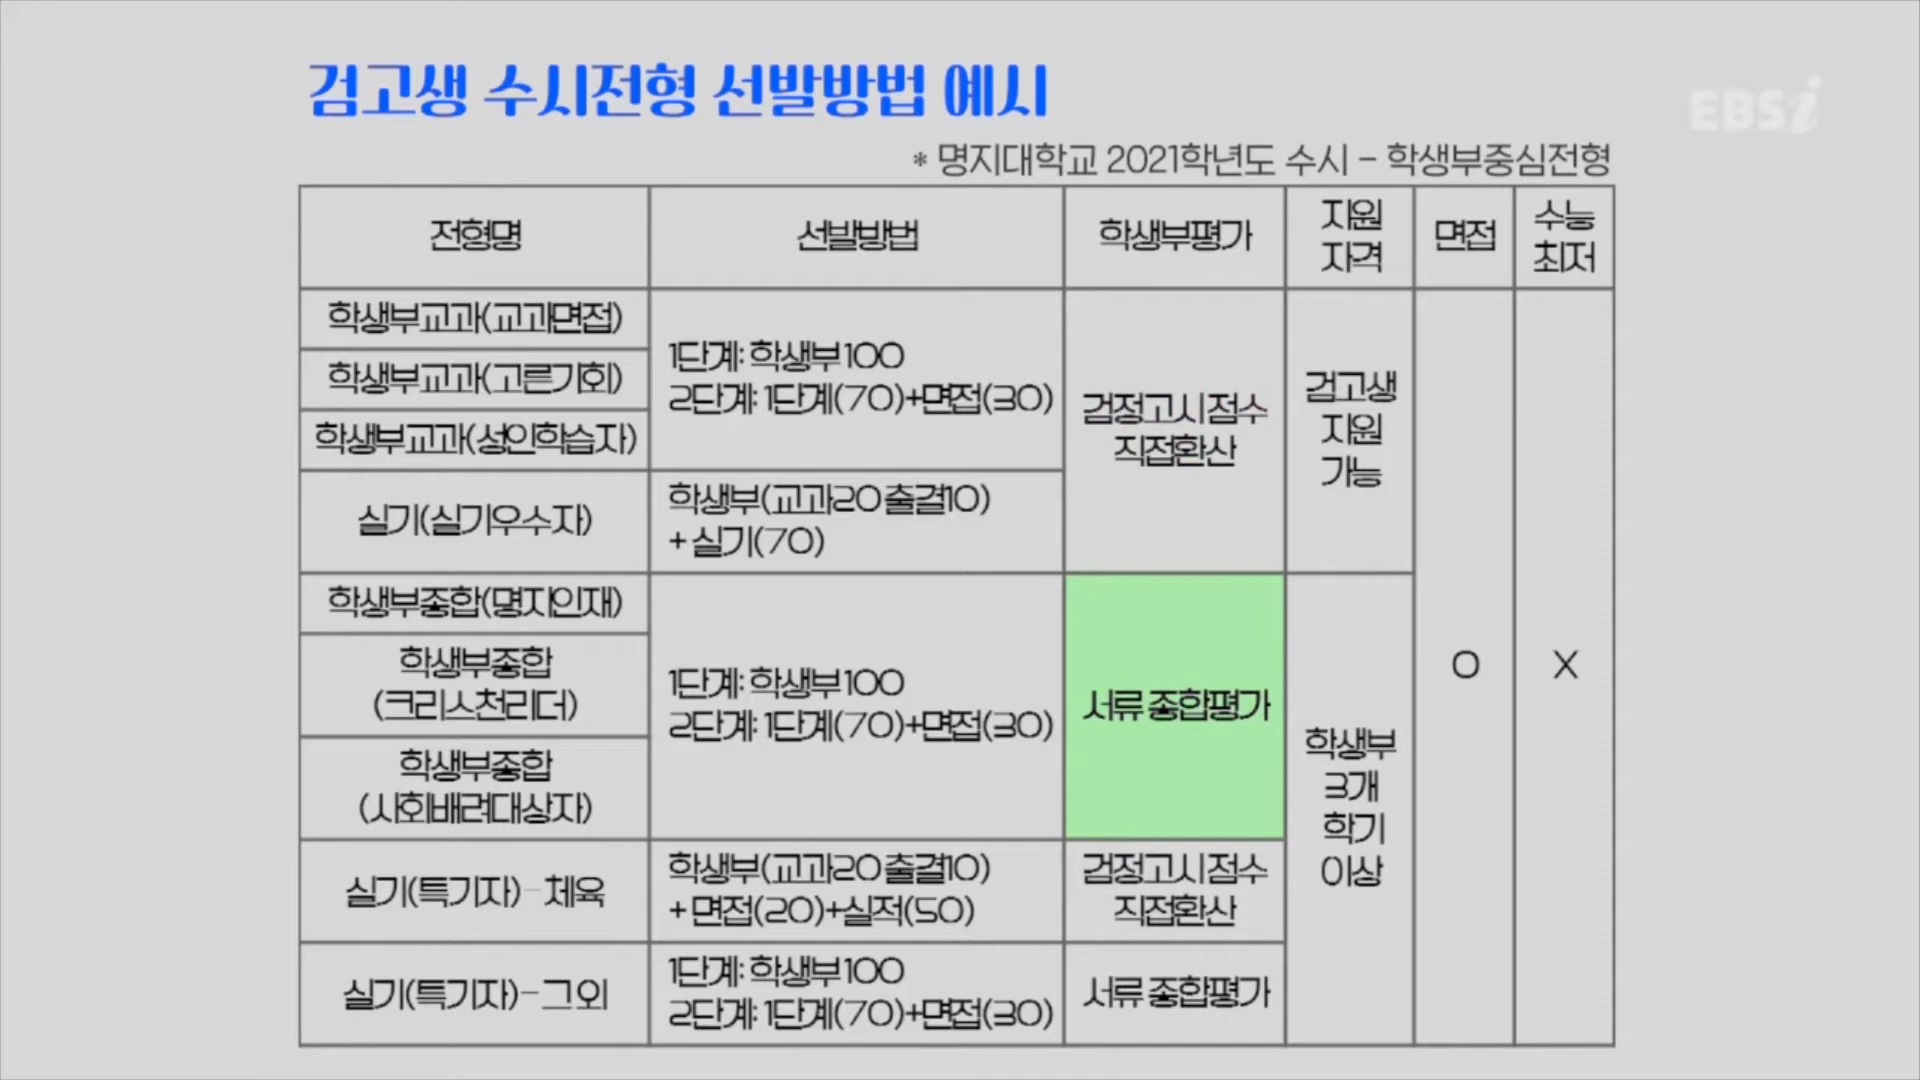 검고생 수시전형 선발방법 예시
EBSi
* 명지대학교 2021학년도 수시 - 학생부중심전형
전형명
선발방법
학생부평가
지원
자격
면접
수능
최저
학생부교과(교과면접)
학생부교과(고른기회)
학생부교과(성인학습자)
1단계: 학생부100
2단계: 1단계(70)+면접(30)
검정고시 점수
직접환산
검고생
지원
가능
실기(실기우수자)
학생부(교과20 출결10)
+ 실기(70)
학생부종합(명지인재)
학생부종합
(크리스천리더)
학생부종합
(사회배려대상자)
1단계: 학생부100
2단계: 1단계(70)+면접(30)
서류 종합평가
학생부
3개
학기
이상
O
X
실기(특기자) - 체육
학생부(교과20 출결10)
+ 면접(20)+실적(50)
검정고시 점수
직접환산
실기(특기자) - 그 외
1단계: 학생부100
2단계: 1단계(70)+면접(30)
서류 종합평가